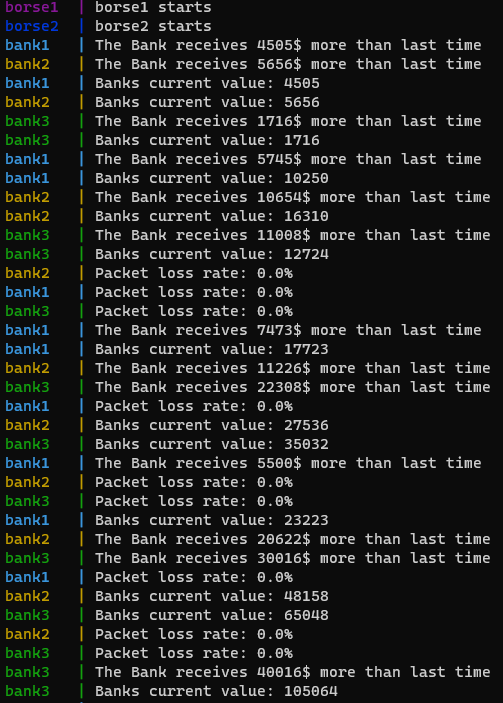 borse1 | borse1 starts
borse2 | borse2 starts
bank1 | The Bank receives 4505$ more than last time
bank2 | The Bank receives 5656$ more than last time
bank1 | Banks current value: 4505
bank2 | Banks current value: 5656
bank3 | The Bank receives 1716$ more than last time
bank3 | Banks current value: 1716
bank1 | The Bank receives 5745$ more than last time
bank1 | Banks current value: 10250
bank2 | The Bank receives 10654$ more than last time
bank2 | Banks current value: 16310
bank3 | The Bank receives 11008$ more than last time
bank3 | Banks current value: 12724
bank2 | Packet loss rate: 0.0%
bank1 | Packet loss rate: 0.0%
bank3 | Packet loss rate: 0.0%
bank1 | The Bank receives 7473$ more than last time
bank1 | Banks current value: 17723
bank2 | The Bank receives 11226$ more than last time
bank3 | The Bank receives 22308$ more than last time
bank1 | Packet loss rate: 0.0%
bank2 | Banks current value: 27536
bank3 | Banks current value: 35032
bank1 | The Bank receives 5500$ more than last time
bank2 | Packet loss rate: 0.0%
bank3 | Packet loss rate: 0.0%
bank1 | Banks current value: 23223
bank2 | The Bank receives 20622$ more than last time
bank3 | The Bank receives 30016$ more than last time
bank1 | Packet loss rate: 0.0%
bank2 | Banks current value: 48158
bank3 | Banks current value: 65048
bank2 | Packet loss rate: 0.0%
bank3 | Packet loss rate: 0.0%
bank3 | The Bank receives 40016$ more than last time
bank3 | Banks current value: 105064